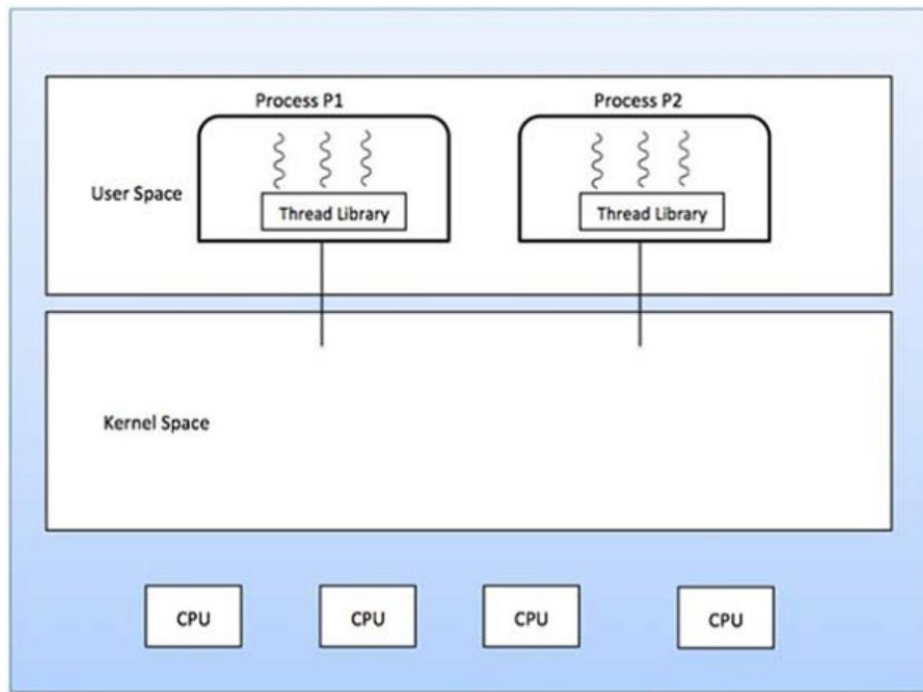 Process P1
Process P2
User Space
Thread Library
Thread Library
Kernel Space
CPU
CPU
CPU
CPU